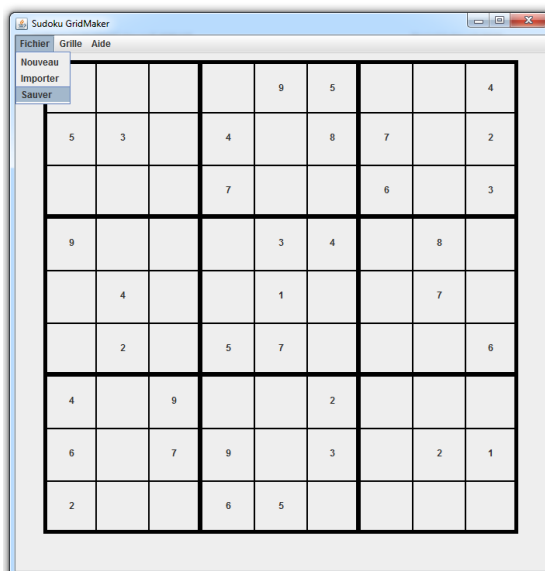 Sudoku GridMaker
Fichier Grille Aide
Nouveau
Importer
Sauver
9 5 4
5 3 4 8 7 2
7 6 3
9 3 4 8
4 1 7
2 5 7 6
4 9 2
6 7 9 3 2 1
2 6 5